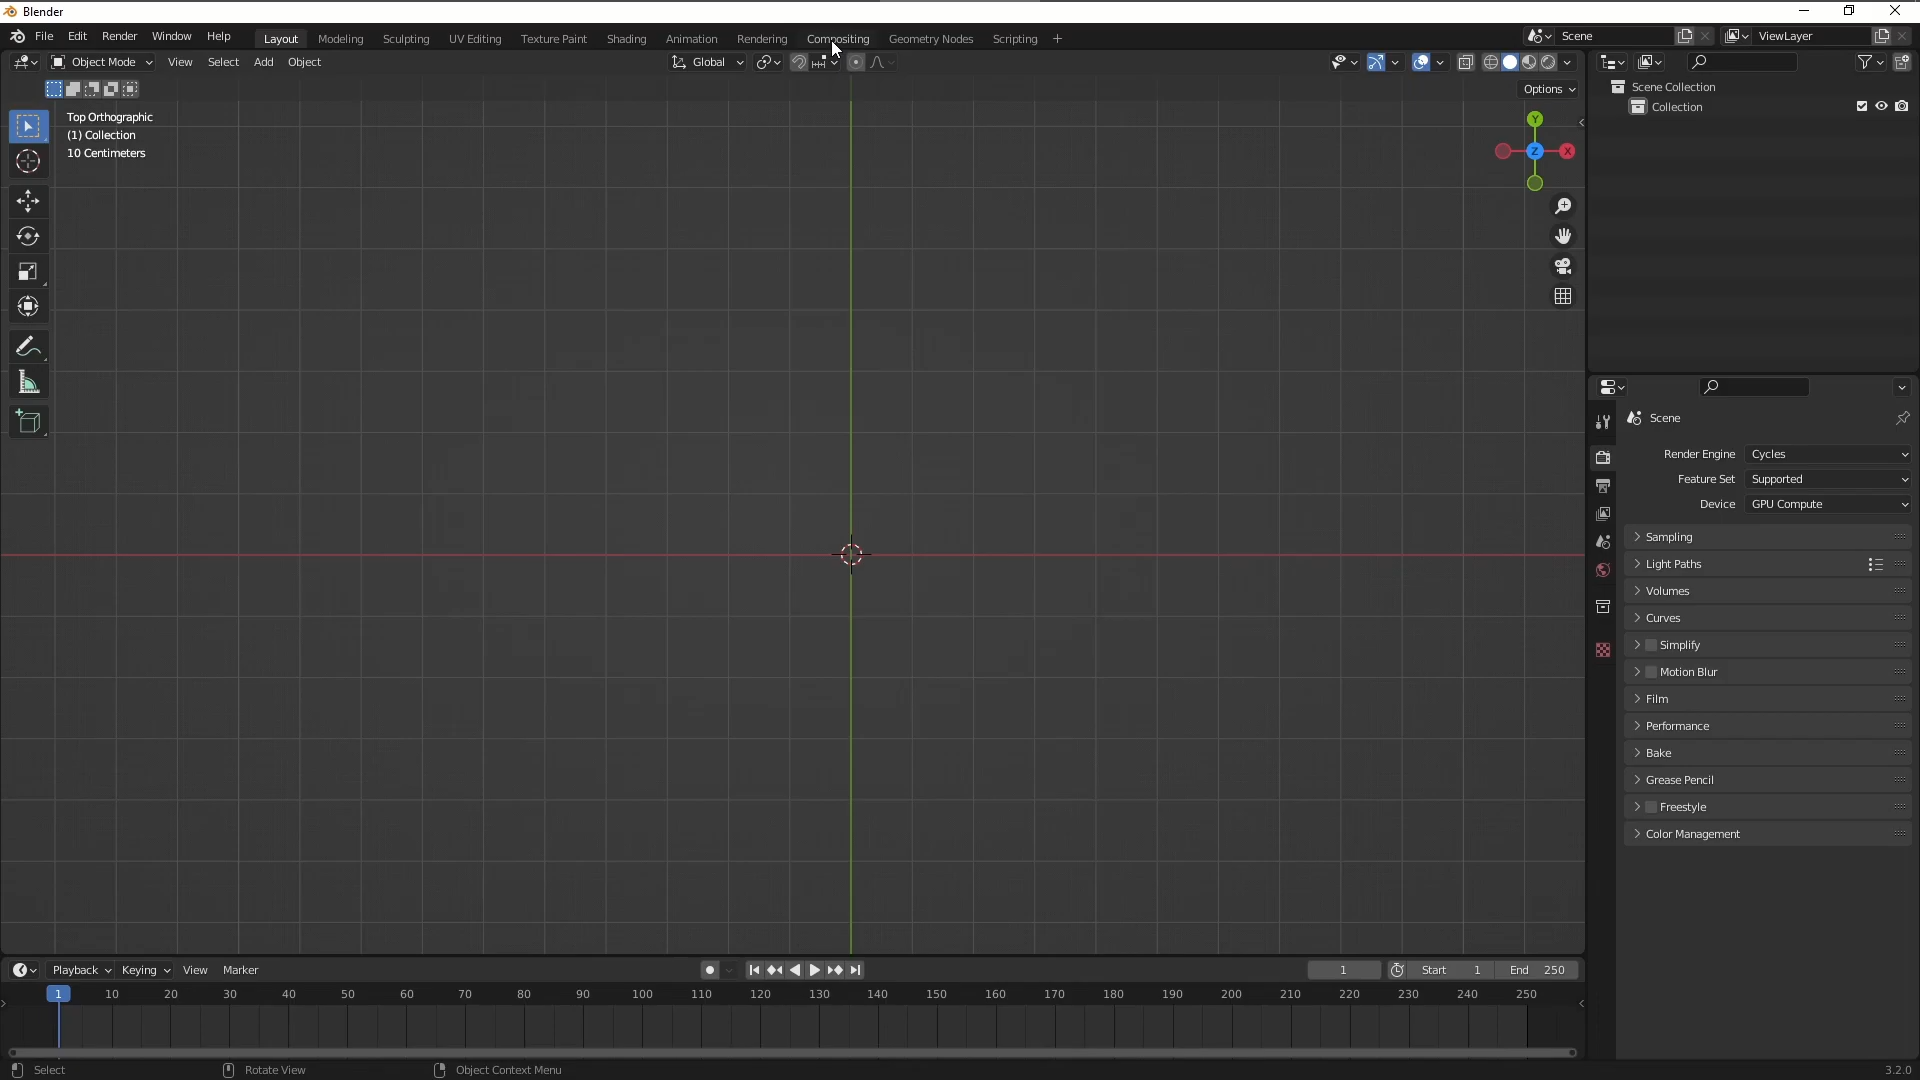 Blender
File Edit Render Window Help Layout Modeling Sculpting UV Editing Texture Paint Shading Animation Rendering Compositing Geometry Nodes Scripting + Scene ViewLayer
Object Mode View Select Add Object Global
Options
Top Orthographic
(1) Collection
10 Centimeters
Y
Z X
Scene Collection
Collection
Scene
Render Engine Cycles
Feature Set Supported
Device GPU Compute
Sampling
Light Paths
Volumes
Curves
Simplify
Motion Blur
Film
Performance
Bake
Grease Pencil
Freestyle
Color Management
Playback Keying View Marker 1 Start 1 End 250
1 10 20 30 40 50 60 70 80 90 100 110 120 130 140 150 160 170 180 190 200 210 220 230 240 250
Select Rotate View Object Context Menu 3.2.0